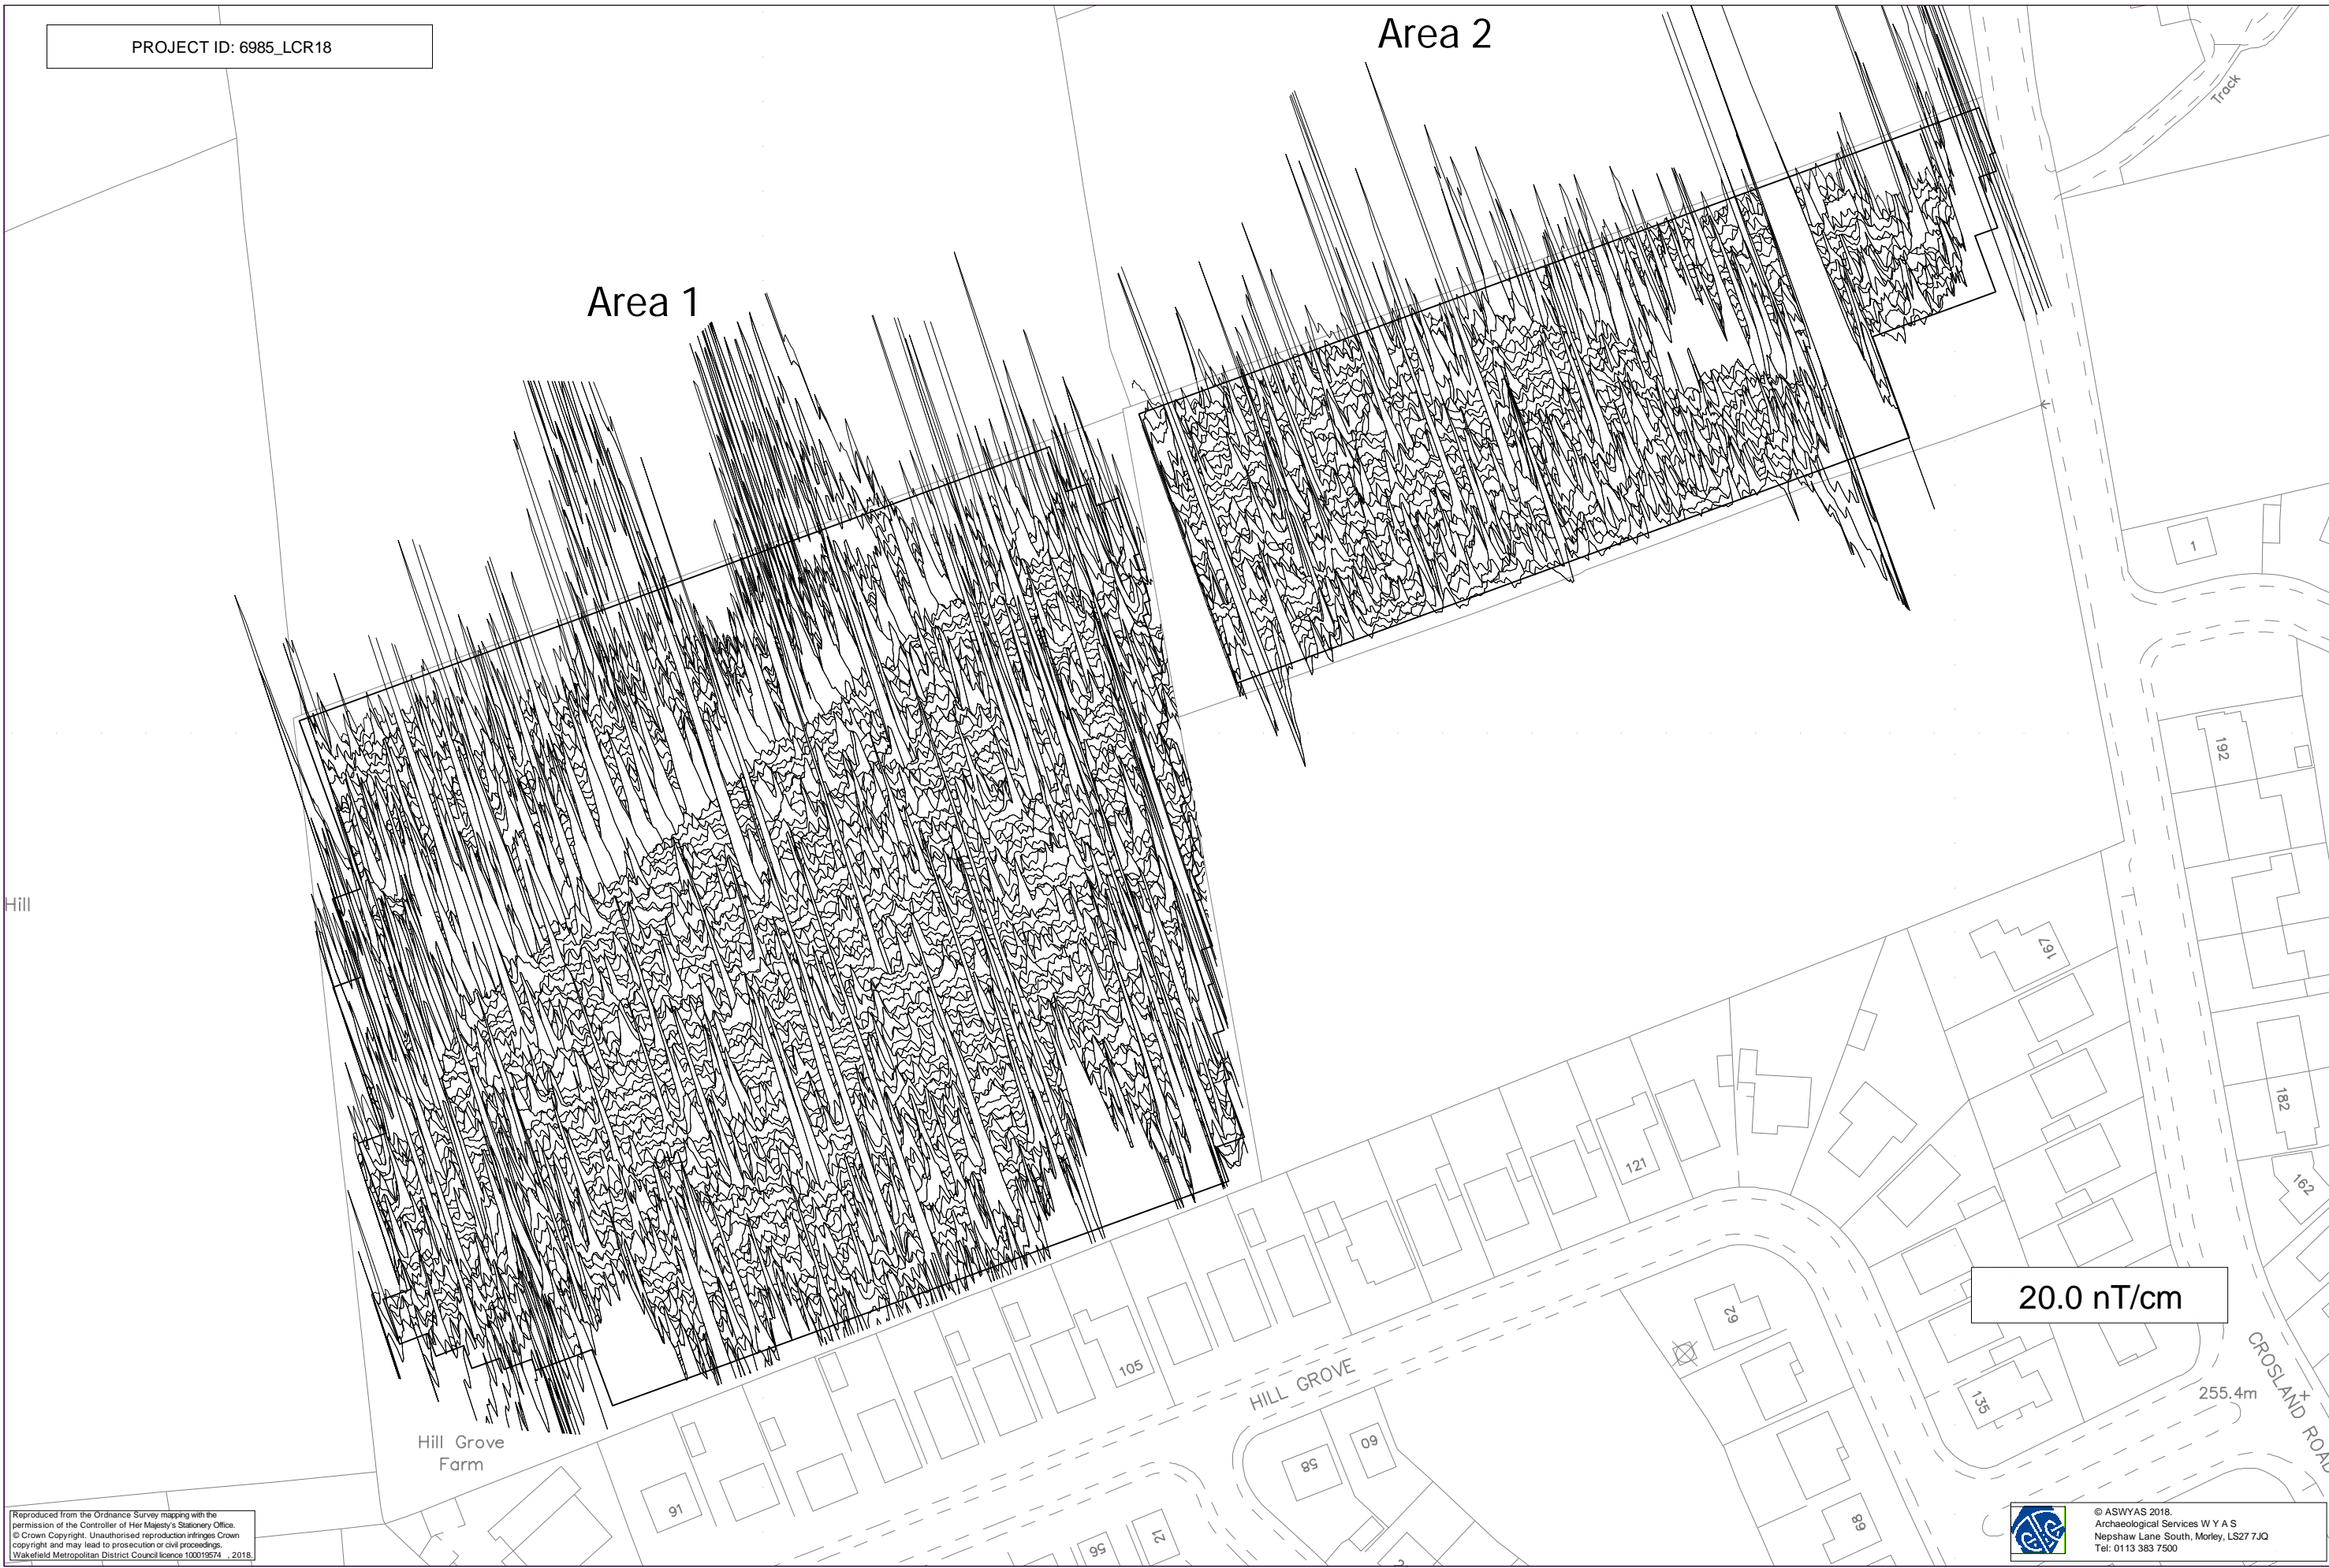 PROJECT ID: 6985_LCR18
Area 2
Track
Area 1
1
192
Hill
167
182
121
162
62
20.0 nT/cm
105
HILL GROVE
135
255.4m
CROSLAND ROAD
Hill Grove
Farm
60
58
91
68
21
56
Reproduced from the Ordnance Survey mapping with the
permission of the Controller of Her Majesty's Stationery Office.
© Crown Copyright. Unauthorised reproduction infringes Crown
copyright and may lead to prosecution or civil proceedings.
Wakefield Metropolitan District Council licence 100019574 , 2018.
© ASWYAS 2018.
Archaeological Services W Y A S
Nepshaw Lane South, Morley, LS27 7JQ
Tel: 0113 383 7500